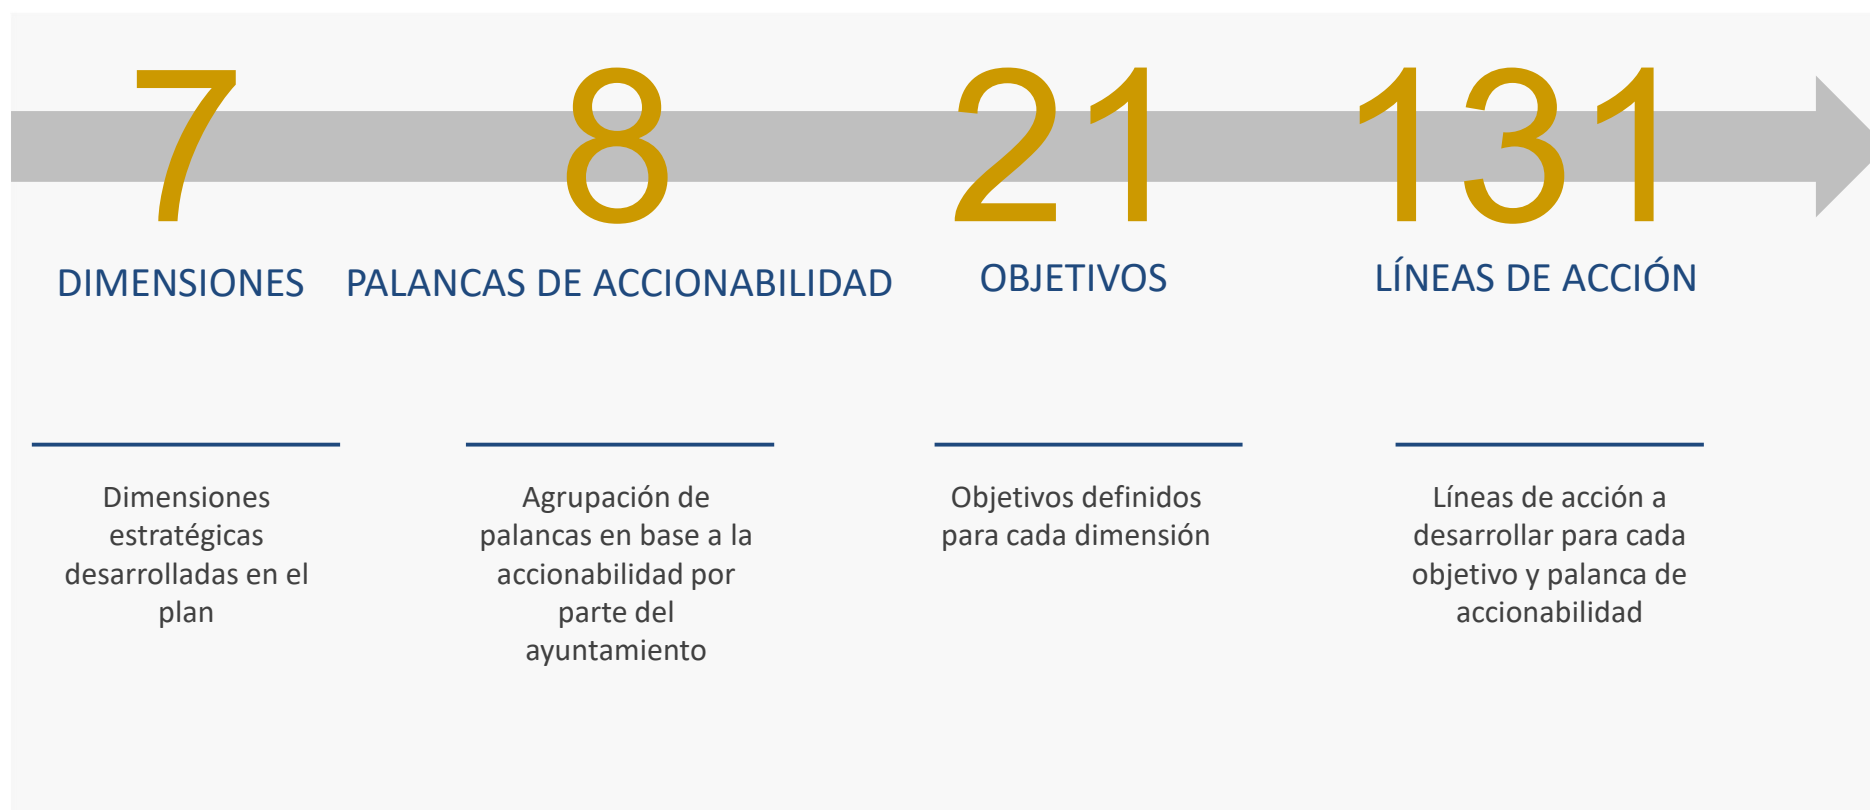 7
DIMENSIONES
Dimensiones
estratégicas
desarrolladas en el
plan
8
PALANCAS DE ACCIONABILIDAD
Agrupación de
palancas en base a la
accionabilidad por
parte del
ayuntamiento
21
OBJETIVOS
Objetivos definidos
para cada dimensión
131
LÍNEAS DE ACCIÓN
Líneas de acción a
desarrollar para cada
objetivo y palanca de
accionabilidad